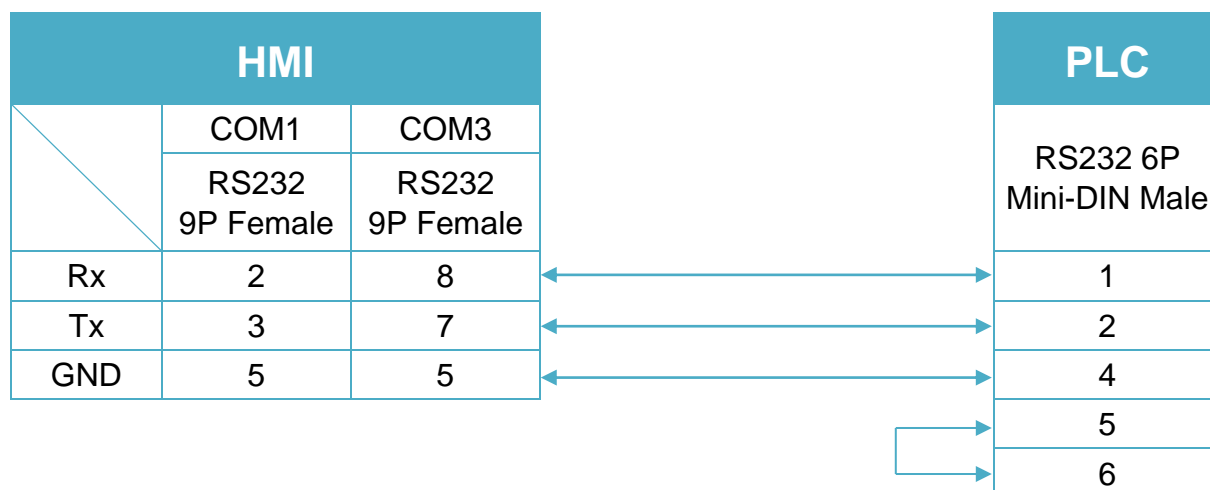 HMI
PLC
COM1 COM3
RS232 6P
Mini-DIN Male
RS232 RS232
9P Female 9P Female
Rx 2 8 1
Tx 3 7 2
GND 5 5 4
5
6